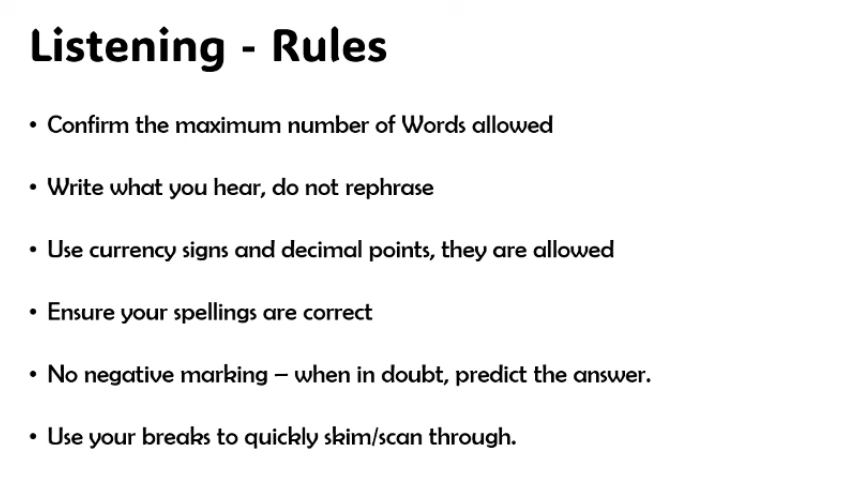 Listening - Rules
• Confirm the maximum number of Words allowed
• Write what you hear, do not rephrase
• Use currency signs and decimal points, they are allowed
• Ensure your spellings are correct
• No negative marking – when in doubt, predict the answer.
• Use your breaks to quickly skim/scan through.